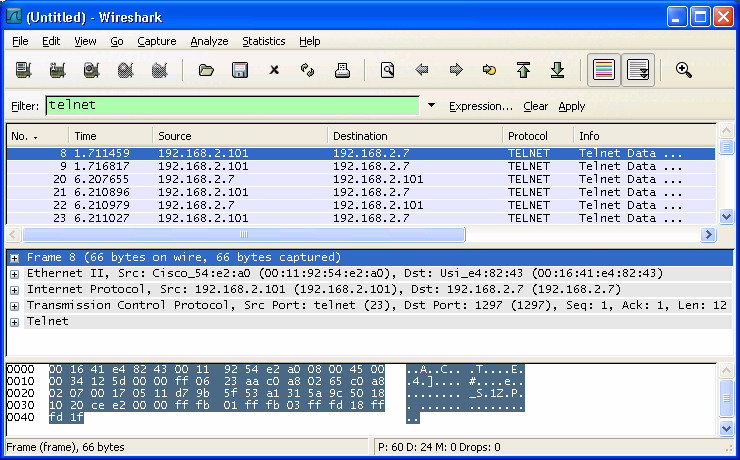 (Untitled) - Wireshark
File Edit View Go Capture Analyze Statistics Help
Filter: telnet Expression... Clear Apply
No. . Time Source Destination Protocol Info
8 1.711459 192.168.2.101 192.168.2.7 TELNET Telnet Data ...
9 1.716817 192.168.2.101 192.168.2.7 TELNET Telnet Data ...
20 6.207655 192.168.2.7 192.168.2.101 TELNET Telnet Data ...
21 6.210896 192.168.2.101 192.168.2.7 TELNET Telnet Data ...
22 6.210979 192.168.2.7 192.168.2.101 TELNET Telnet Data ...
23 6.211027 192.168.2.101 192.168.2.7 TELNET Telnet Data ...
Frame 8 (66 bytes on wire, 66 bytes captured)
Ethernet II, Src: Cisco_54:e2:a0 (00:11:92:54:e2:a0), Dst: Usi_e4:82:43 (00:16:41:e4:82:43)
Internet Protocol, Src: 192.168.2.101 (192.168.2.101), Dst: 192.168.2.7 (192.168.2.7)
Transmission Control Protocol, Src Port: telnet (23), Dst Port: 1297 (1297), Seq: 1, Ack: 1, Len: 12
Telnet
0000 00 16 41 e4 82 43 00 11 92 54 e2 a0 08 00 45 00 ..A..C.. .T....E.
0010 00 34 12 5d 00 00 ff 06 23 aa c0 a8 02 65 c0 a8 .4.].... #....e..
0020 02 07 00 17 05 11 d7 9b 5f 53 a1 31 5a 9c 50 18 ........ _S.1Z.P.
0030 10 20 ce e2 00 00 ff fb 01 ff fb 03 ff fd 18 ff . ...... ........
0040 fd 1f ..
Frame (frame), 66 bytes P: 60 D: 24 M: 0 Drops: 0